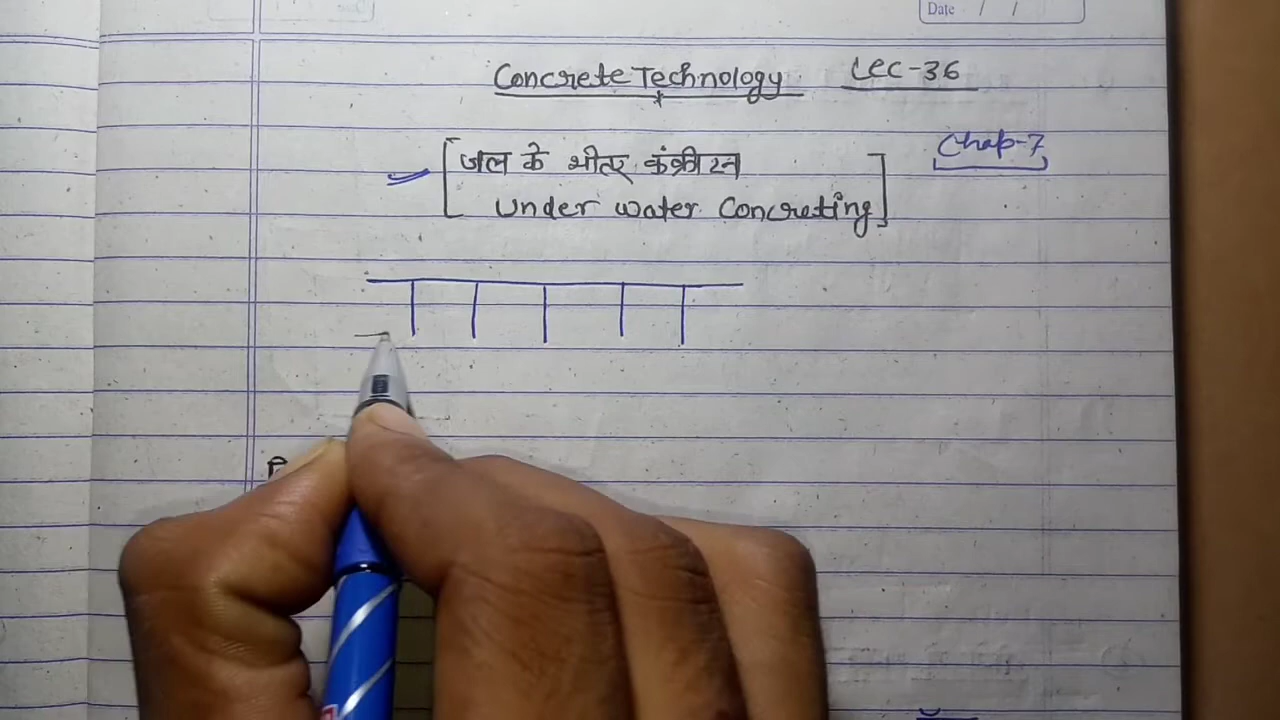 Date / /
Concrete Technology Lec-36
Chap-7
[जल के भीतर कंक्रीटन
Under water Concreting]